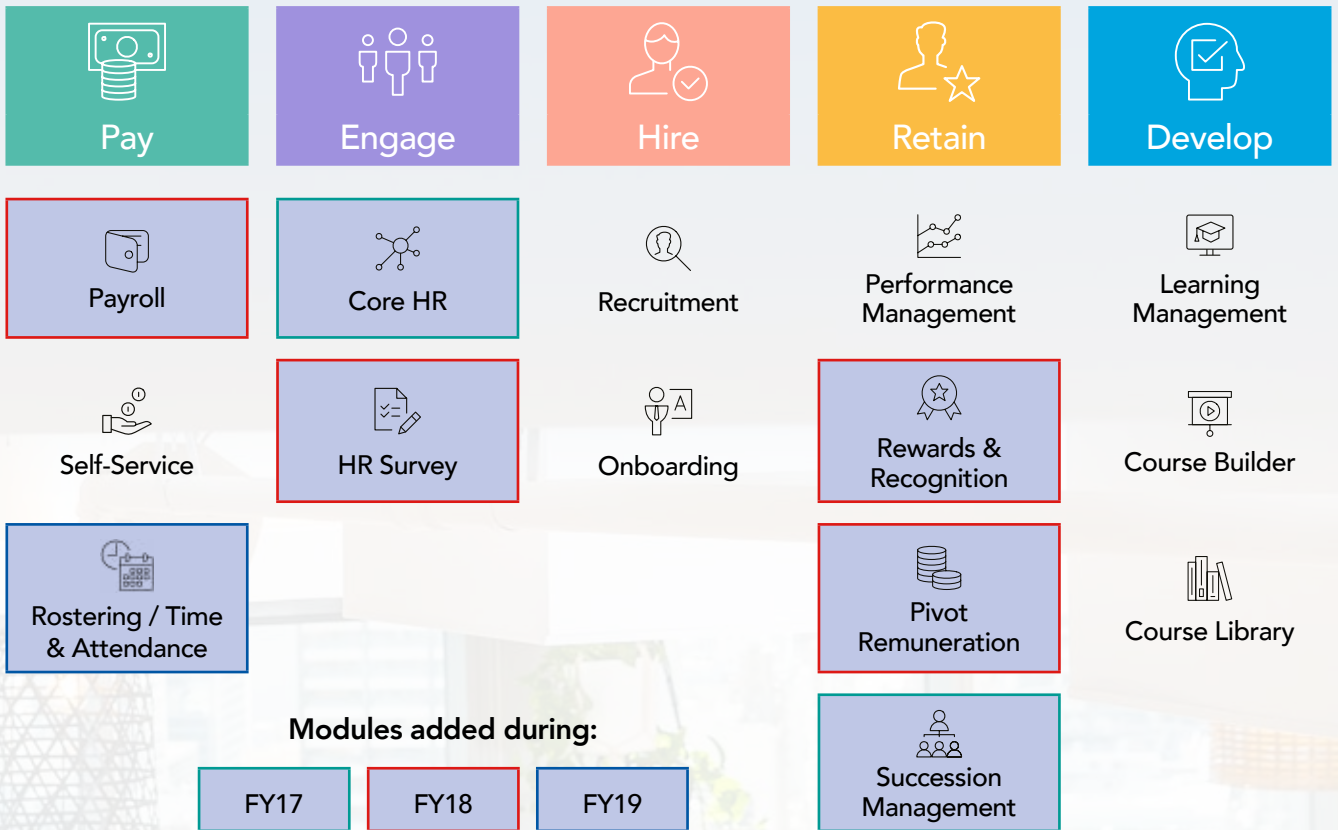 Pay
Engage
Hire
Retain
Develop
Payroll
Core HR
Recruitment
Performance
Management
Learning
Management
Self-Service
HR Survey
A
Onboarding
Rewards &
Recognition
Course Builder
Rostering / Time
& Attendance
Pivot
Remuneration
Course Library
Modules added during:
FY17
FY18
FY19
Succession
Management